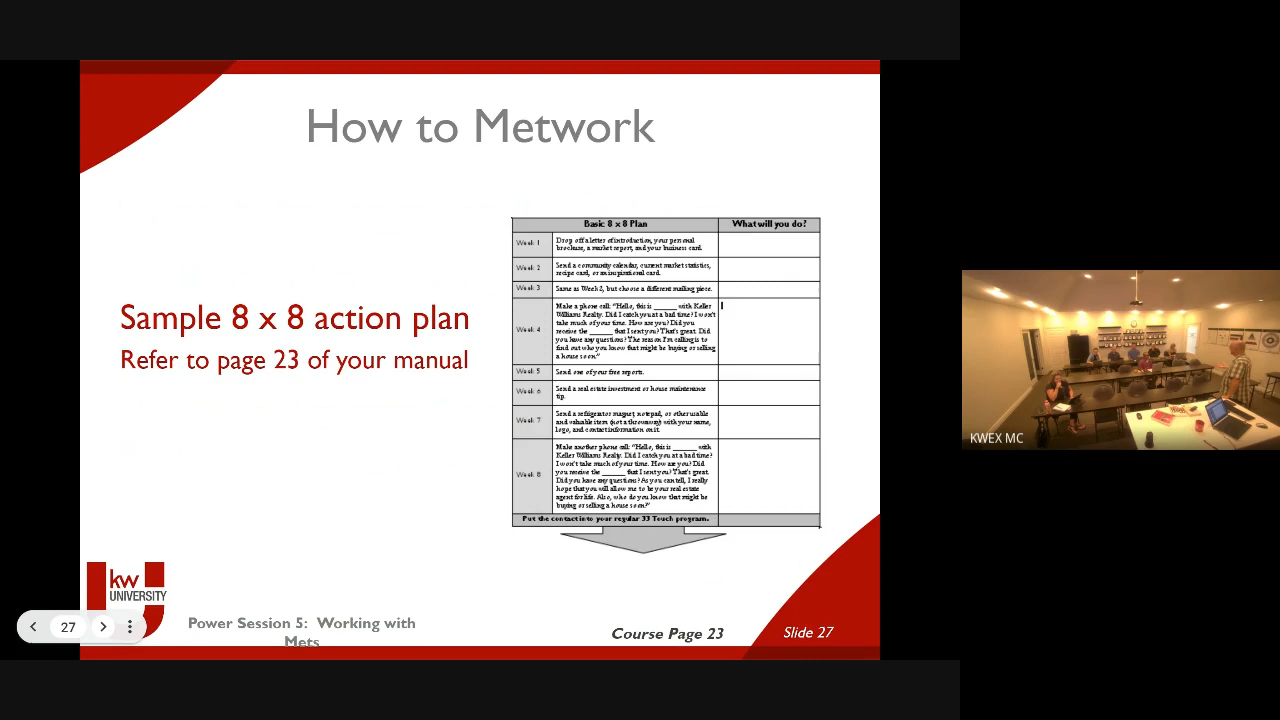 How to Metwork
Sample 8 x 8 action plan
Refer to page 23 of your manual
Basic 8 x 8 Plan
What will you do?
Week 1
Drop off a letter of introduction, your personal
brochure, a market report, and your business card.
Week 2
Send a community calendar, current market statistics,
recipe card, or an inspirational card.
Week 3
Same as Week 2, but choose a different mailing piece.
Week 4
Make a phone call: "Hello, this is ______ with Keller
Williams Realty. Did I catch you at a bad time? I won't
take much of your time. How are you? Did you
receive the ______ that I sent you? That's great. Did
you have any questions? The reason I'm calling is to
find out who you know that might be buying or selling
a house soon."
Week 5
Send one of your free reports.
Week 6
Send a real estate investment or house maintenance
tip.
Week 7
Send a refrigerator magnet, notepad, or other usable
and valuable item (not a throwaway) with your name,
logo, and contact information on it.
Week 8
Make another phone call: "Hello, this is ______ with
Keller Williams Realty. Did I catch you at a bad time?
I won't take much of your time. How are you? Did
you receive the ______ that I sent you? That's great.
Did you have any questions? As you can tell, I really
hope that you will allow me to be your real estate
agent for life. Also, who do you know that might be
buying or selling a house soon?"
Put the contact into your regular 33 Touch program.
kw
UNIVERSITY
27
Power Session 5: Working with
Mets
Course Page 23
Slide 27
KWEX MC